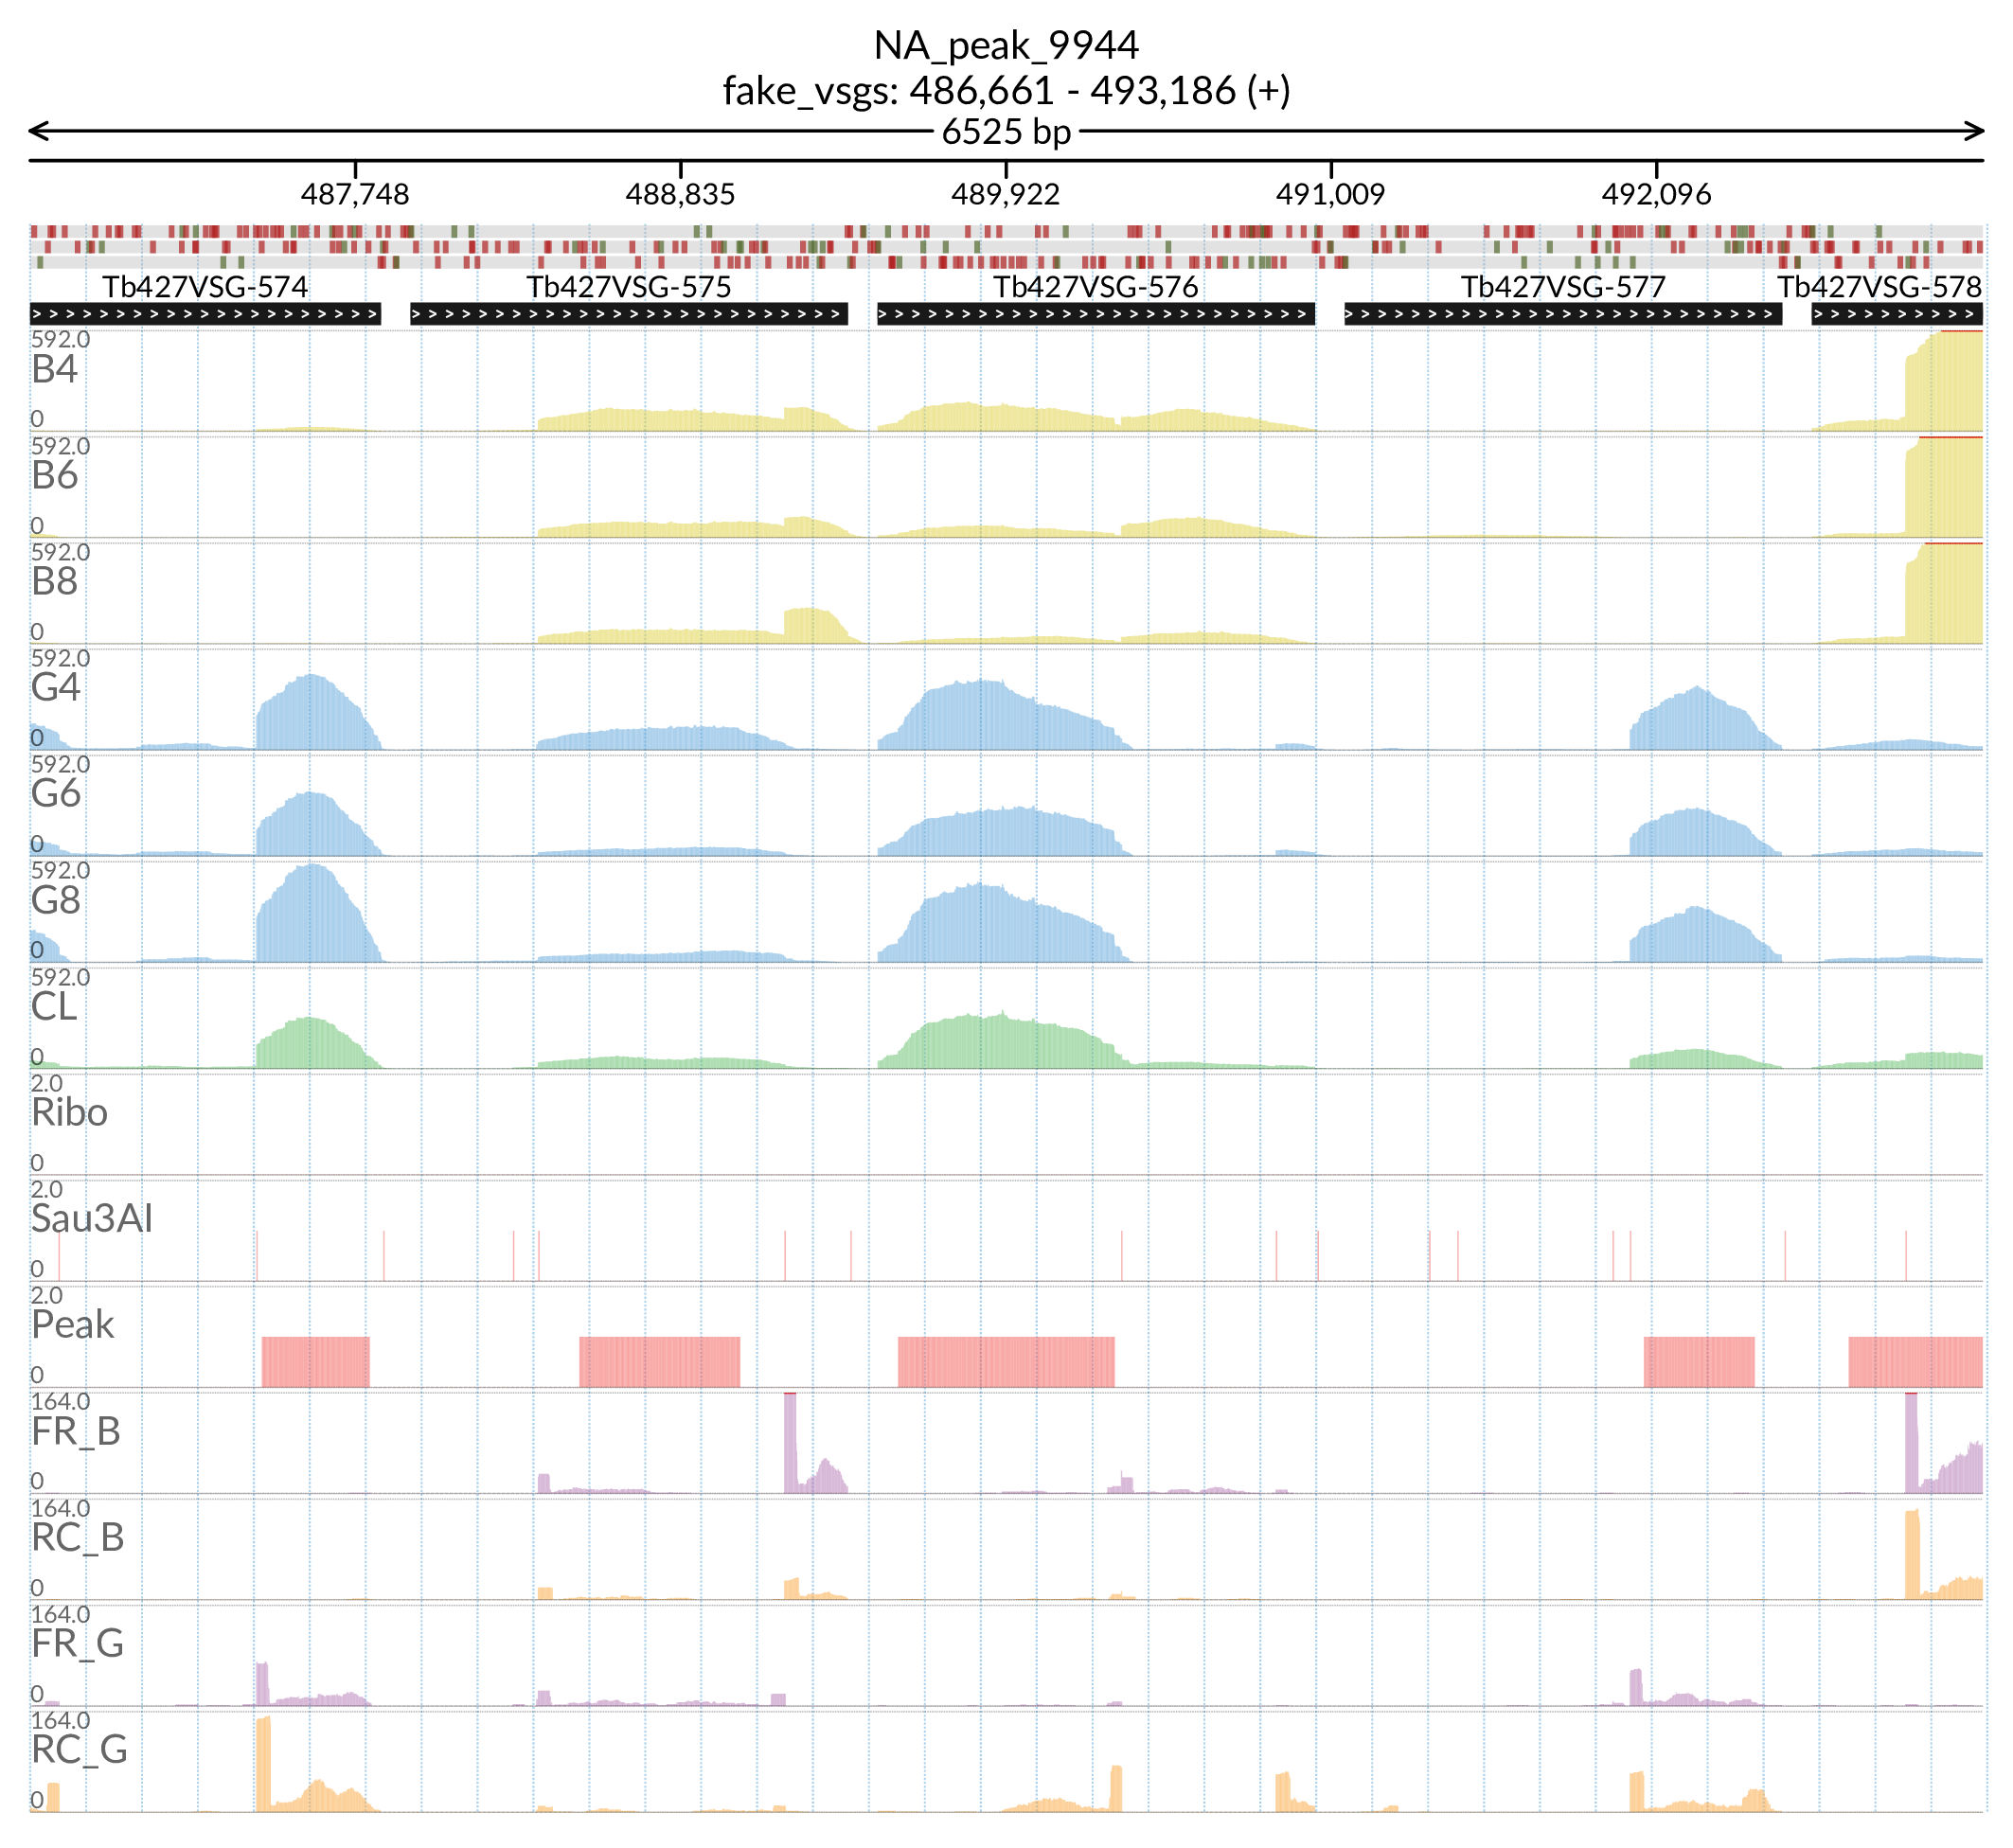 NA_peak_9944
fake_vsgs: 486,661 - 493,186 (+)
6525 bp
487,748 488,835 489,922 491,009 492,096
Tb427VSG-574 Tb427VSG-575 Tb427VSG-576 Tb427VSG-577 Tb427VSG-578
592.0
B4
0
592.0
B6
0
592.0
B8
0
592.0
G4
0
592.0
G6
0
592.0
G8
0
592.0
CL
0
2.0
Ribo
0
2.0
Sau3AI
0
2.0
Peak
0
164.0
FR_B
0
164.0
RC_B
0
164.0
FR_G
0
164.0
RC_G
0